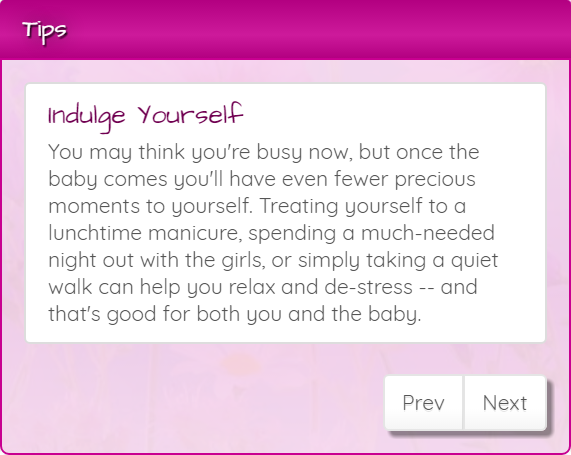 Tips
Indulge Yourself
You may think you're busy now, but once the
baby comes you'll have even fewer precious
moments to yourself. Treating yourself to a
lunchtime manicure, spending a much-needed
night out with the girls, or simply taking a quiet
walk can help you relax and de-stress -- and
that's good for both you and the baby.
Prev Next